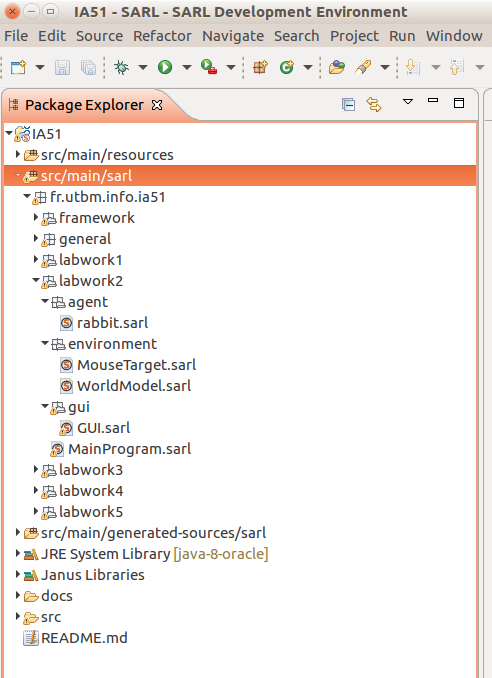 IA51 - SARL - SARL Development Environment
File Edit Source Refactor Navigate Search Project Run Window
Package Explorer
IA51
src/main/resources
src/main/sarl
fr.utbm.info.ia51
framework
general
labwork1
labwork2
agent
rabbit.sarl
environment
MouseTarget.sarl
WorldModel.sarl
gui
GUI.sarl
MainProgram.sarl
labwork3
labwork4
labwork5
src/main/generated-sources/sarl
JRE System Library [java-8-oracle]
Janus Libraries
docs
src
README.md